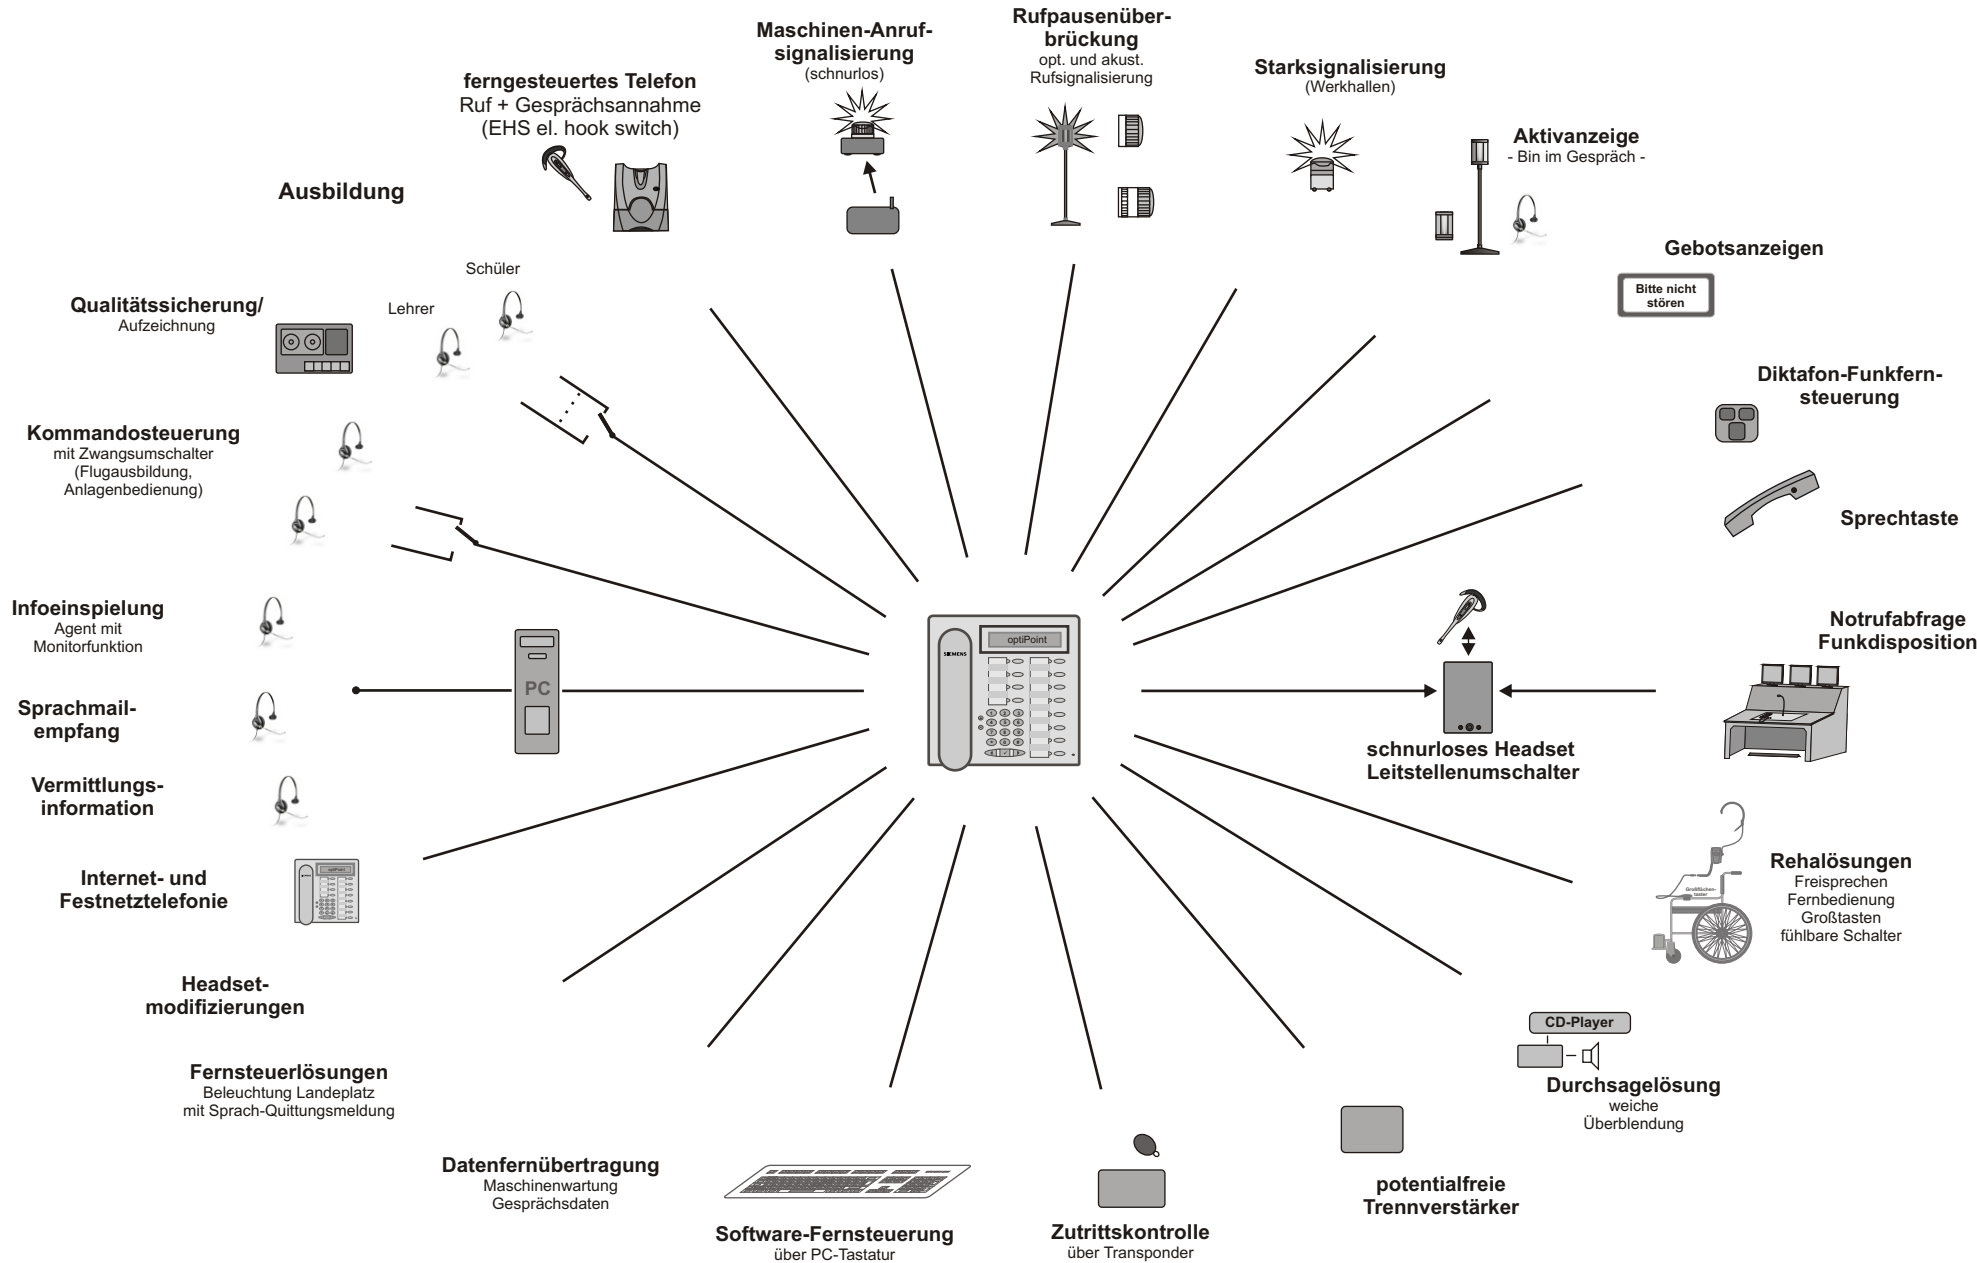 Rufpausenüber-
brückung
opt. und akust.
Rufsignalisierung
Maschinen-Anruf-
signalisierung
(schnurlos)
Starksignalisierung
(Werkhallen)
ferngesteuertes Telefon
Ruf + Gesprächsannahme
(EHS el. hook switch)
Aktivanzeige
- Bin im Gespräch -
Ausbildung
Schüler
Lehrer
Gebotsanzeigen
Bitte nicht
stören
Qualitätssicherung/
Aufzeichnung
Diktafon-Funkfern-
steuerung
Kommandosteuerung
mit Zwangsumschalter
(Flugausbildung,
Anlagenbedienung)
Sprechtaste
Infoeinspielung
Agent mit
Monitorfunktion
Notrufabfrage
Funkdisposition
optiPoint
SIEMENS
PC
Sprachmail-
empfang
schnurloses Headset
Leitstellenumschalter
Vermittlungs-
information
Internet- und
Festnetztelefonie
optiPoint
Rehalösungen
Freisprechen
Fernbedienung
Großtasten
fühlbare Schalter
Großflächen-
taster
Headset-
modifizierungen
CD-Player
Durchsagelösung
weiche
Überblendung
Fernsteuerlösungen
Beleuchtung Landeplatz
mit Sprach-Quittungsmeldung
Datenfernübertragung
Maschinenwartung
Gesprächsdaten
potentialfreie
Trennverstärker
Software-Fernsteuerung
über PC-Tastatur
Zutrittskontrolle
über Transponder